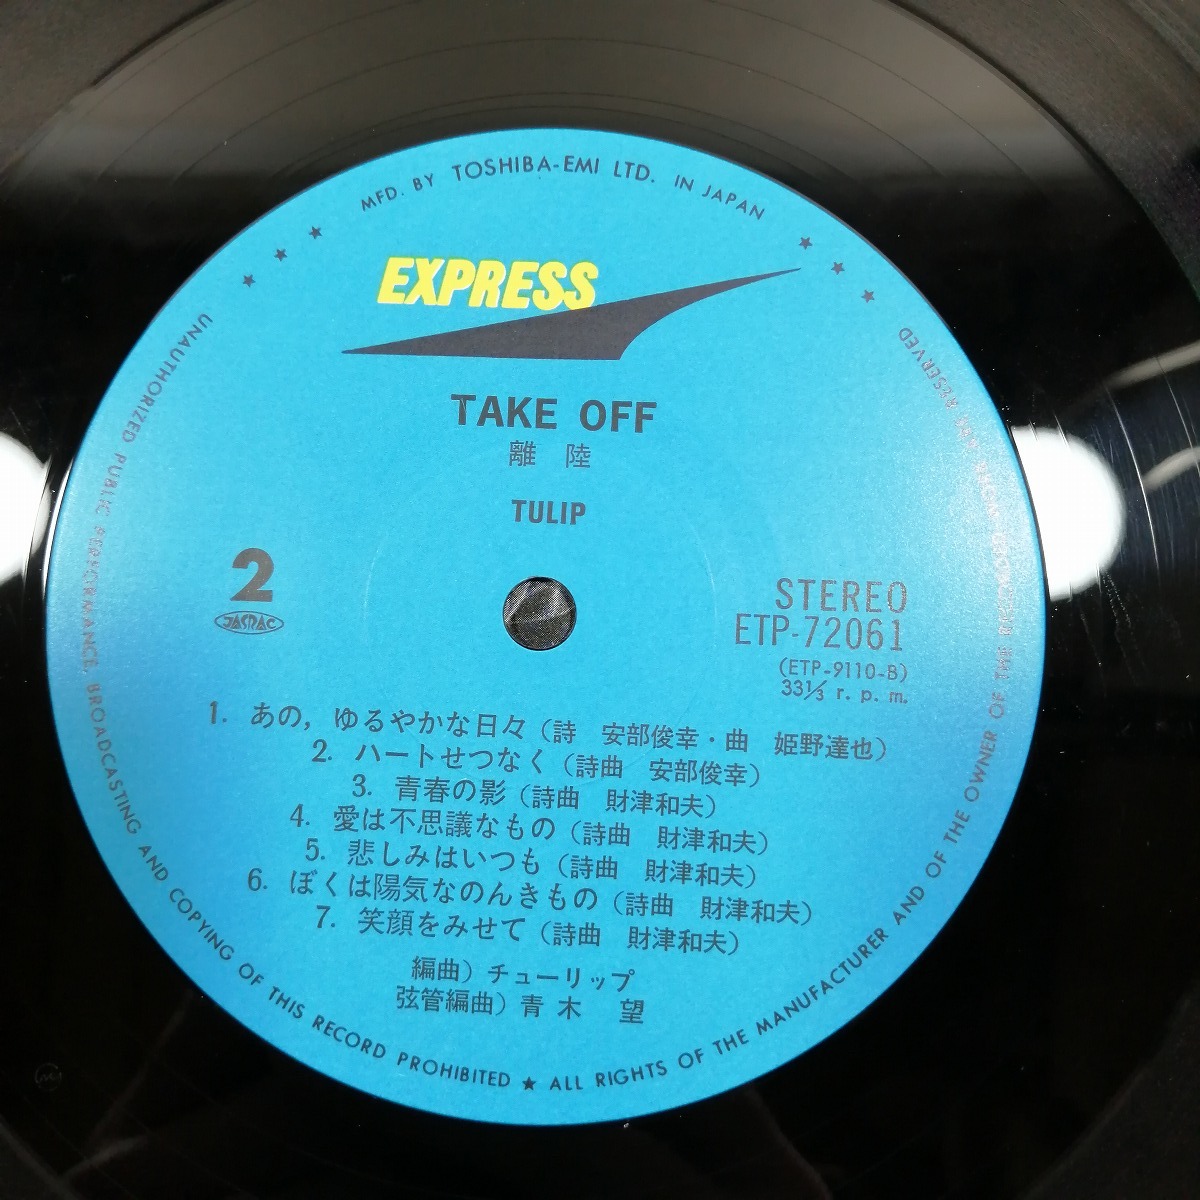 MFD. BY TOSHIBA-EMI LTD. IN JAPAN
EXPRESS
TAKE OFF
離 陸
TULIP
2
JASRAC
STEREO
ETP-72061
(ETP-9110-B)
33⅓ r. p. m.
1. あの, ゆるやかな日々 (詩 安部俊幸・曲 姫野達也)
2. ハートせつなく (詩曲 安部俊幸)
3. 青春の影 (詩曲 財津和夫)
4. 愛は不思議なもの (詩曲 財津和夫)
5. 悲しみはいつも (詩曲 財津和夫)
6. ぼくは陽気なのんきもの (詩曲 財津和夫)
7. 笑顔をみせて (詩曲 財津和夫)
編曲) チューリップ
弦管編曲) 青木 望
UNAUTHORIZED PUBLIC PERFORMANCE, BROADCASTING AND COPYING OF THIS RECORD PROHIBITED ★ ALL RIGHTS OF THE MANUFACTURER AND OF THE OWNER OF THE RECORDED WORK ARE RESERVED